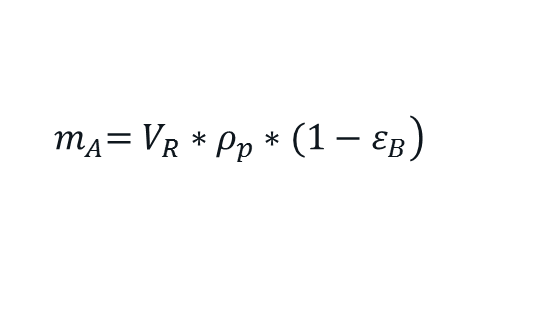 m_A = V_R * ρ_p * (1 − ε_B)